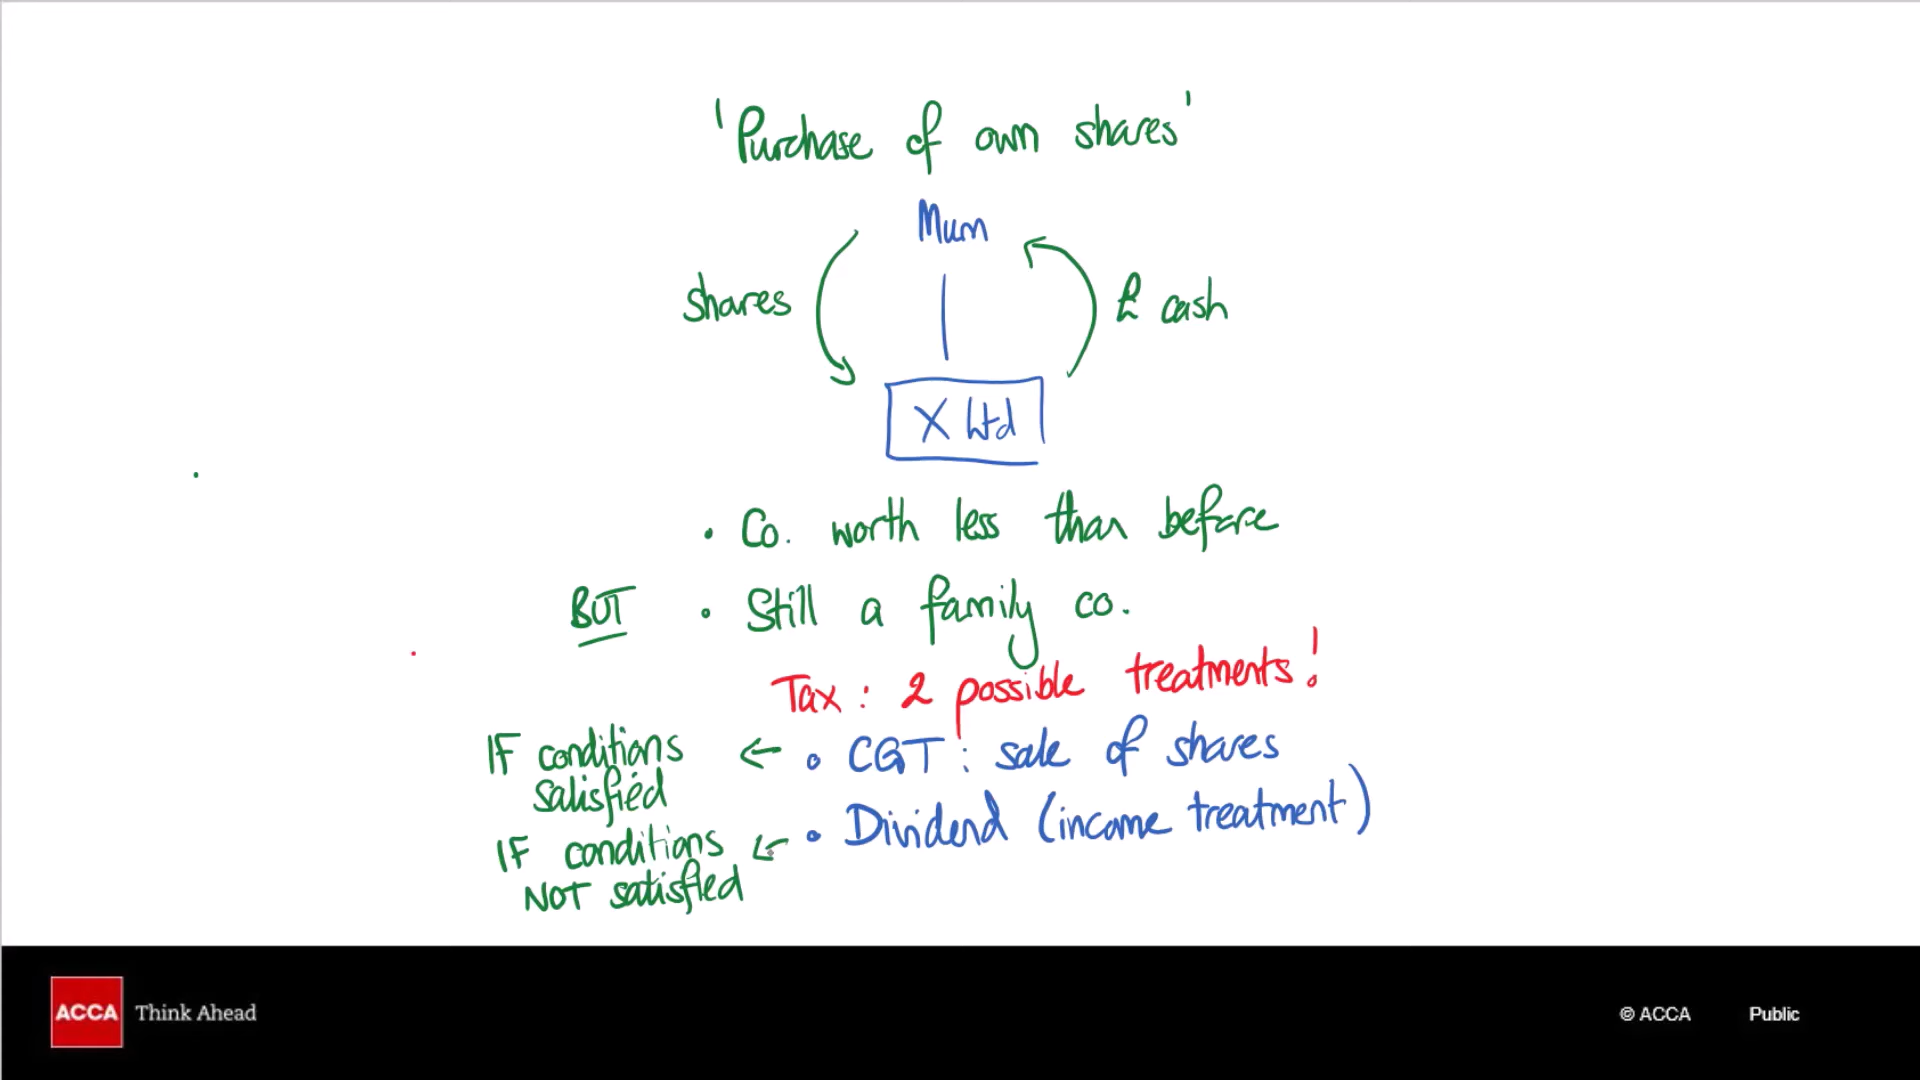 'Purchase of own shares'
Mum
shares
£ cash
X Ltd
• Co. worth less than before
BUT • Still a family co.
Tax: 2 possible treatments!
IF conditions satisfied ← • CGT: sale of shares
IF conditions NOT satisfied ← • Dividend (income treatment)
ACCA Think Ahead
© ACCA Public